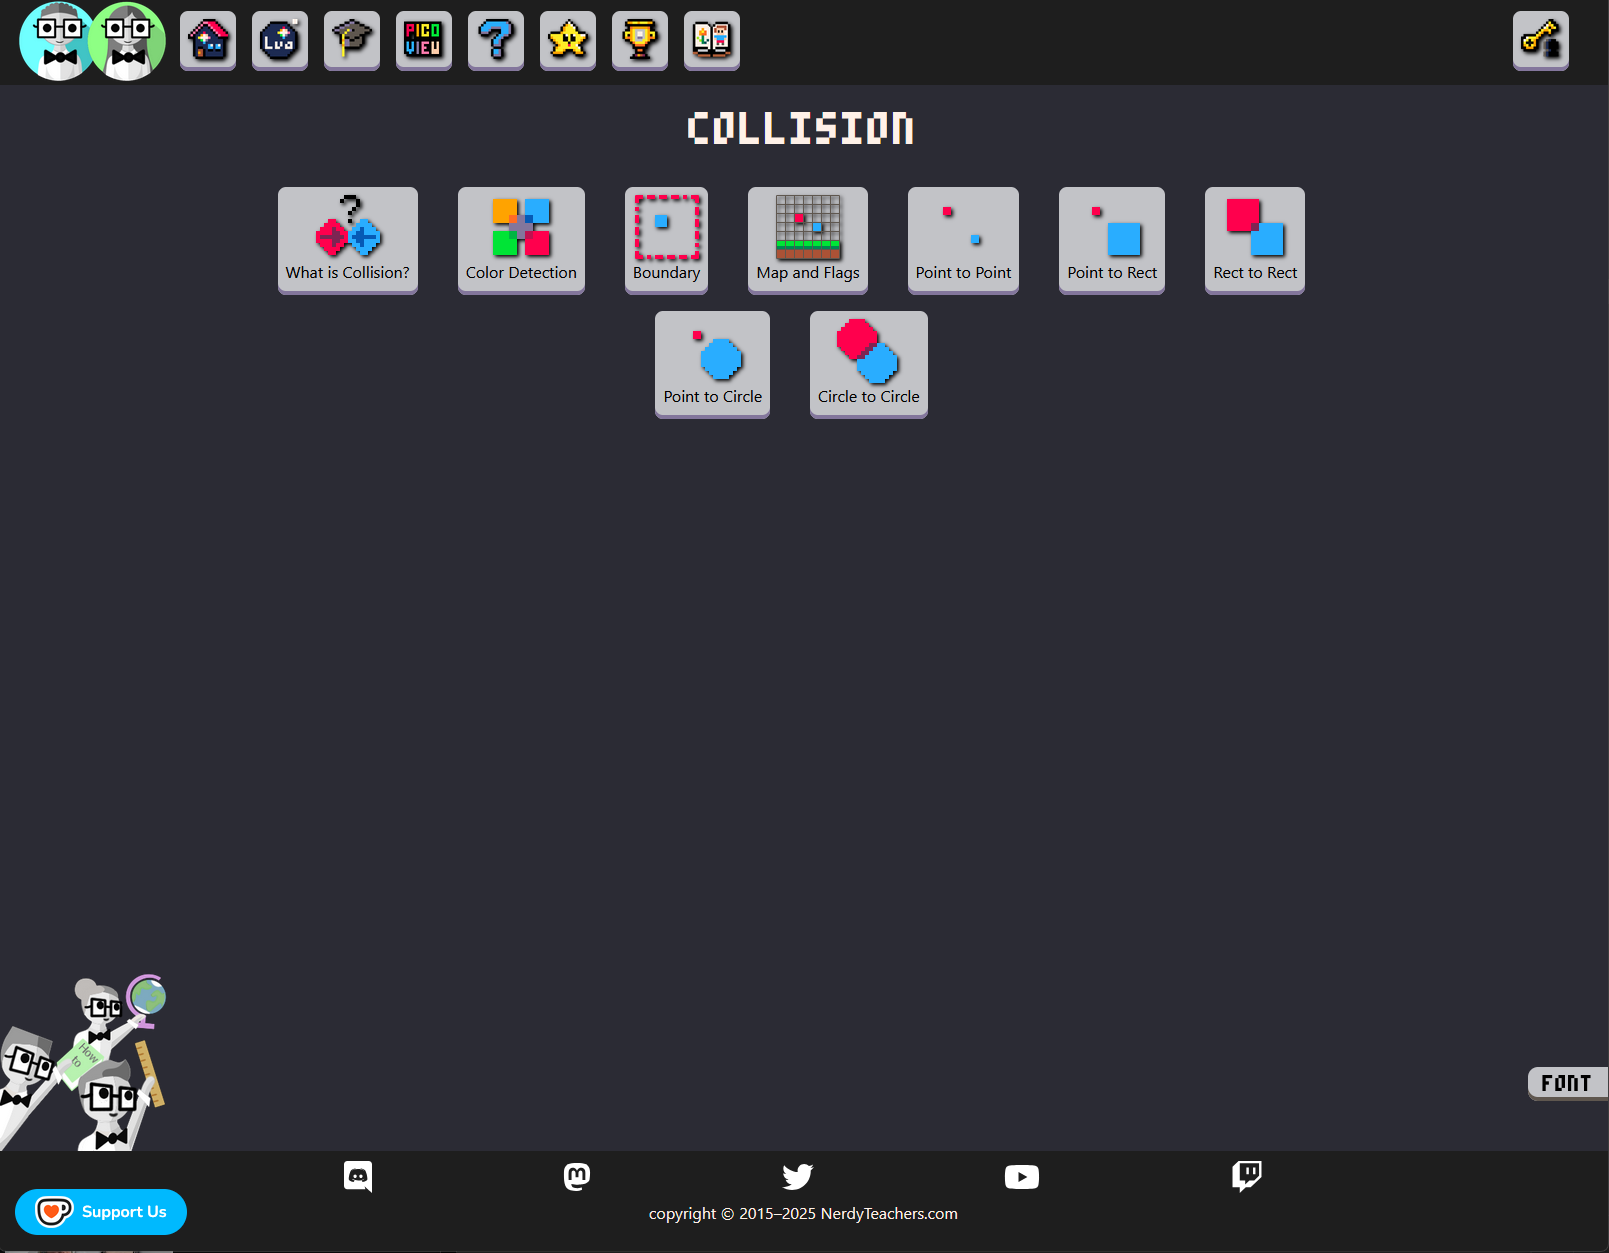 Lua
PICO
VIEW
?
COLLISION
?
What is Collision?
Color Detection
Boundary
Map and Flags
Point to Point
Point to Rect
Rect to Rect
Point to Circle
Circle to Circle
How
to
FONT
Support Us
copyright © 2015–2025 NerdyTeachers.com